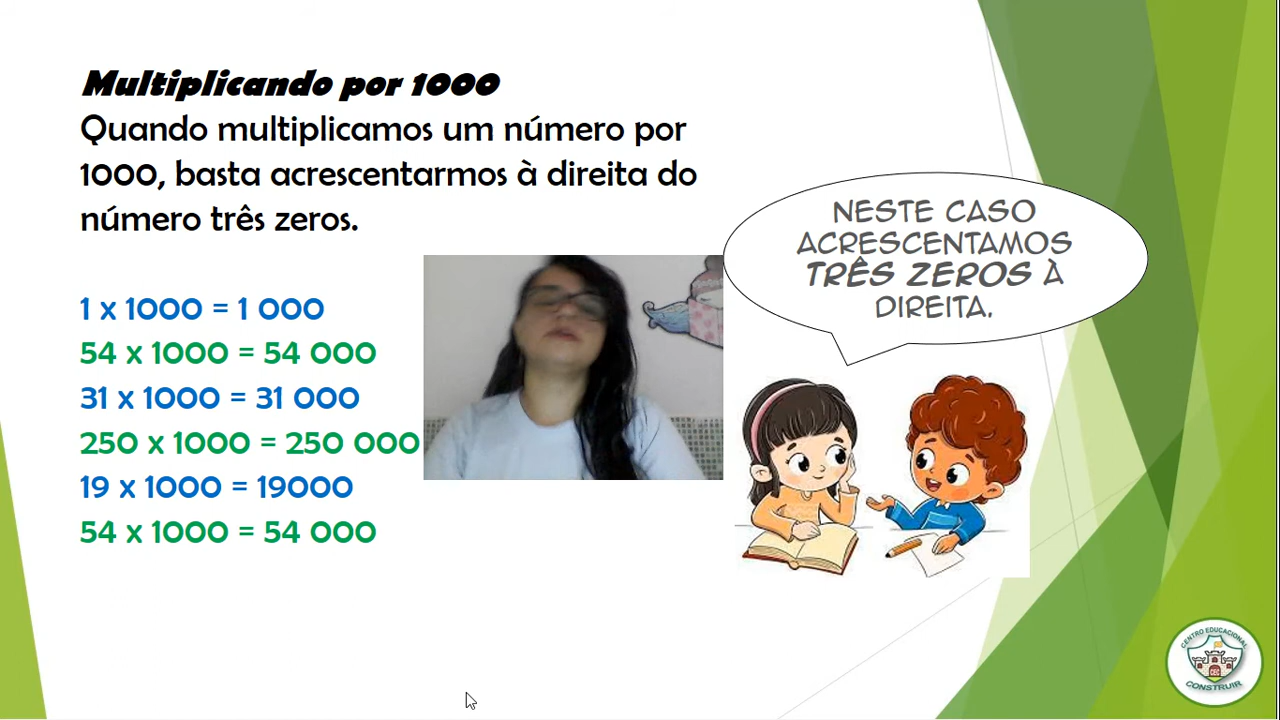 Multiplicando por 1000
Quando multiplicamos um número por
1000, basta acrescentarmos à direita do
número três zeros.
1 x 1000 = 1 000
54 x 1000 = 54 000
31 x 1000 = 31 000
250 x 1000 = 250 000
19 x 1000 = 19000
54 x 1000 = 54 000
NESTE CASO
ACRESCENTAMOS
TRÊS ZEROS À
DIREITA.
CENTRO EDUCACIONAL
CEC
CONSTRUIR